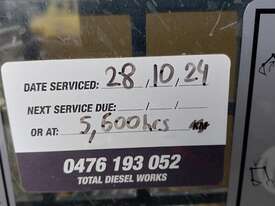 DATE SERVICED: 28/10/24
NEXT SERVICE DUE: / /
OR AT: 5,600hrs
0476 193 052
TOTAL DIESEL WORKS